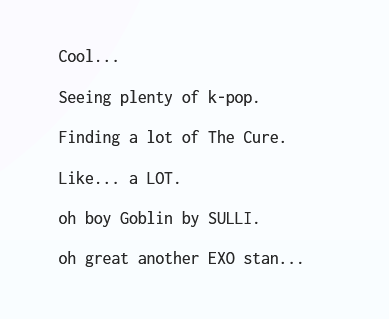 Cool...
Seeing plenty of k-pop.
Finding a lot of The Cure.
Like... a LOT.
oh boy Goblin by SULLI.
oh great another EXO stan...